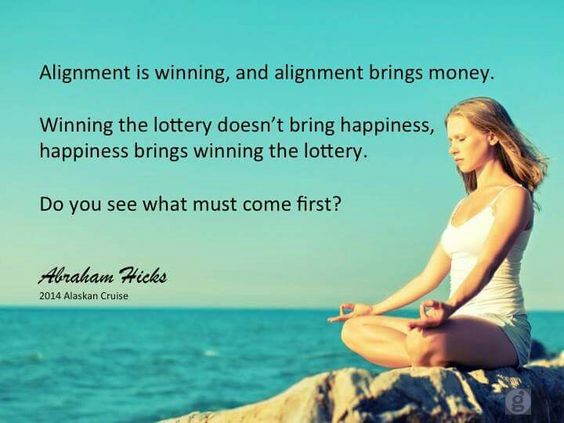 Alignment is winning, and alignment brings money.
Winning the lottery doesn't bring happiness,
happiness brings winning the lottery.
Do you see what must come first?
Abraham Hicks
2014 Alaskan Cruise
g